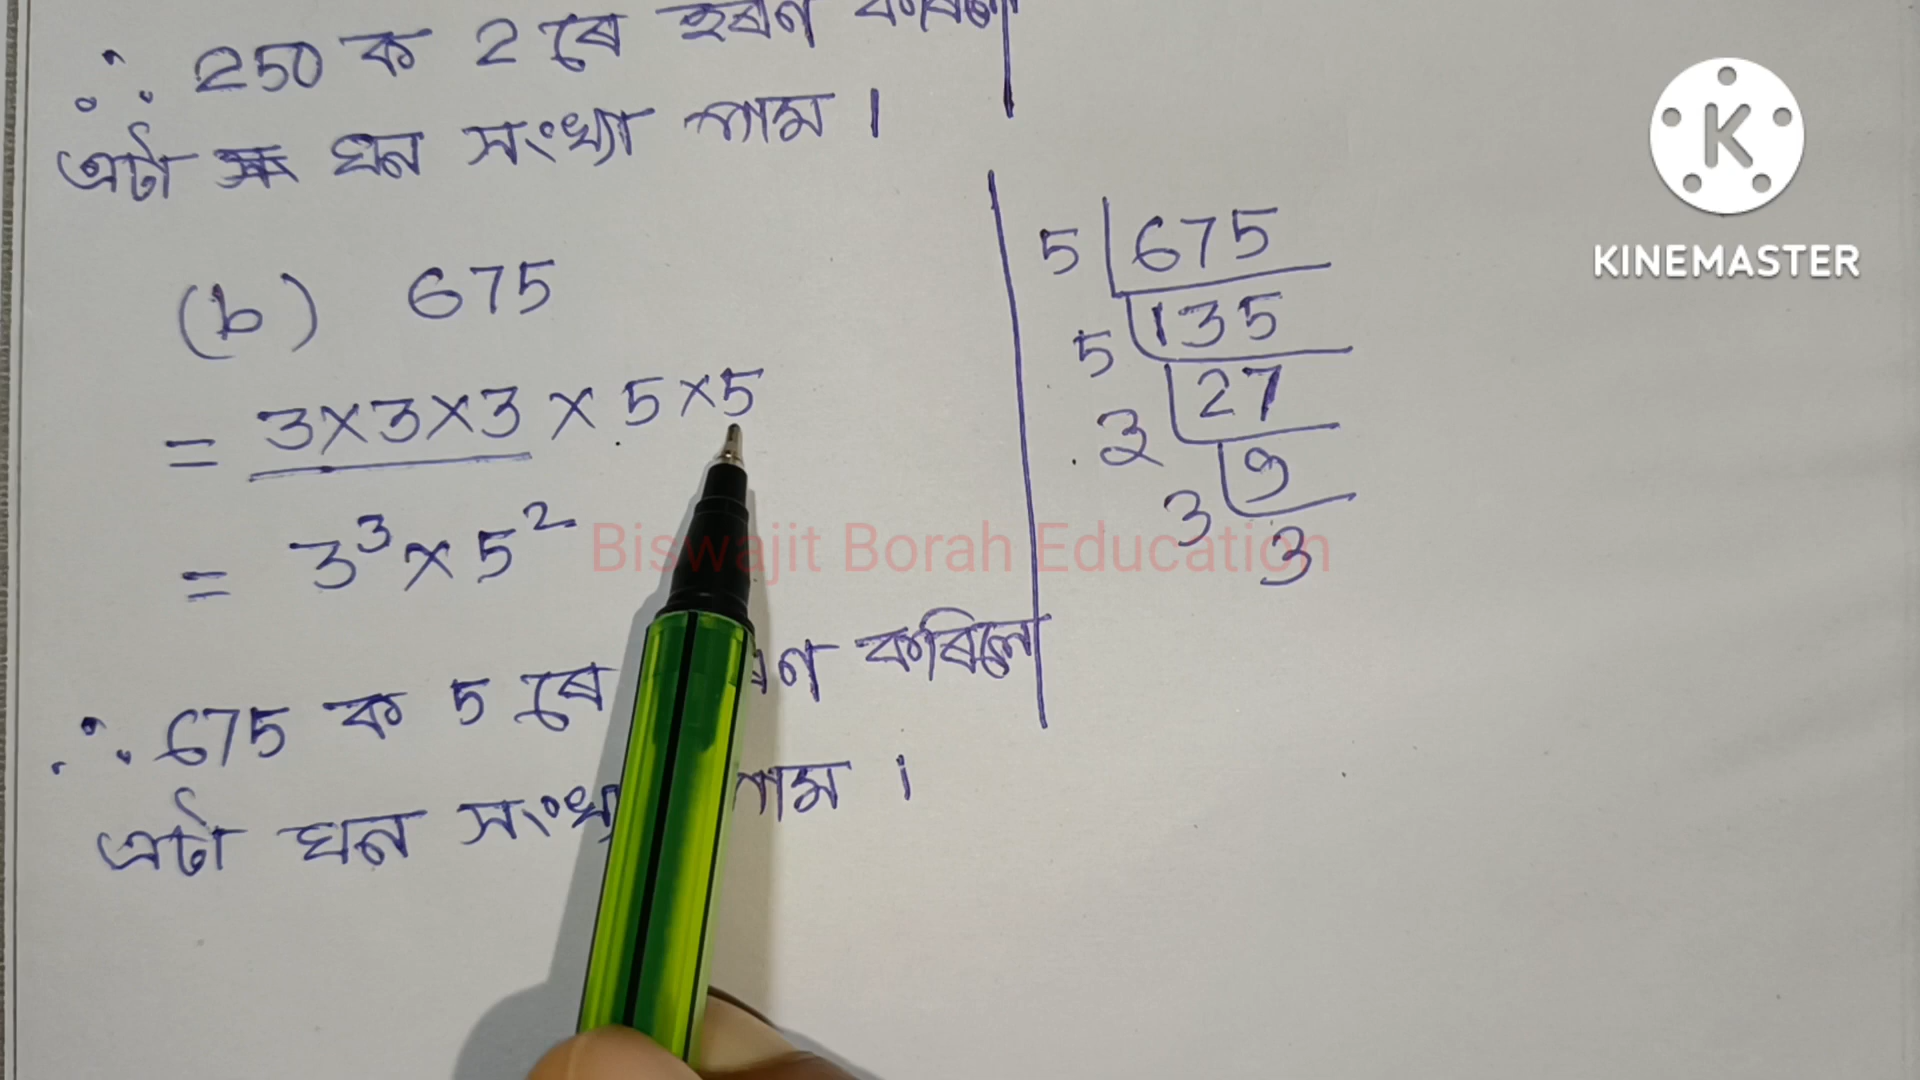 ∴ 250 ক 2 ৰে হৰণ কৰিলে
এটা ঘন সংখ্যা পাম ।
(b) 675
= 3×3×3 × 5×5
= 3³ × 5²
∴ 675 ক 5 ৰে কৰিলে
এটা ঘন সংখ্যা পাম ।
5 675
5 135
3 27
3 9
3
K
KINEMASTER
Biswajit Borah Education